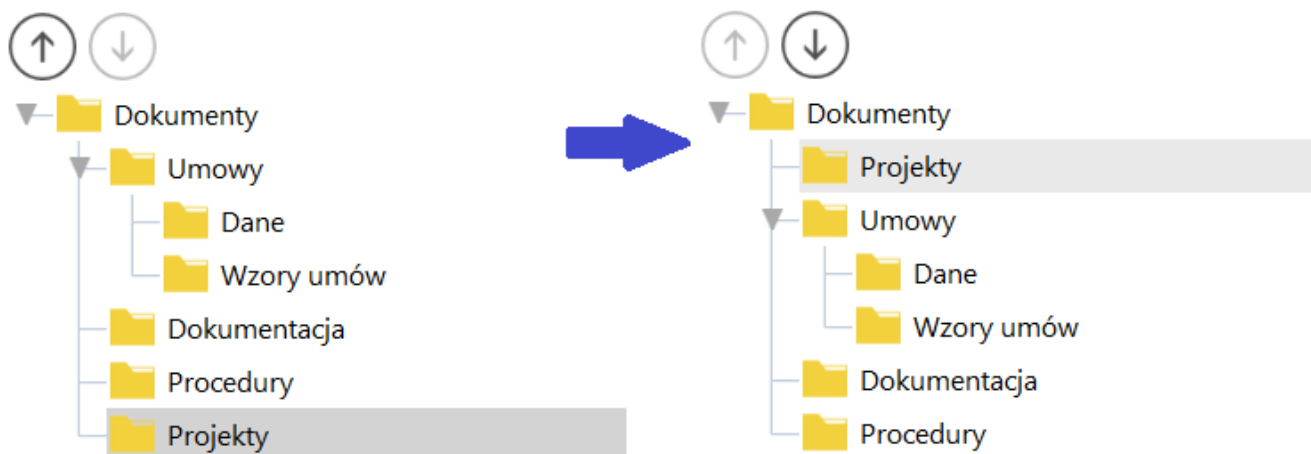 Dokumenty
Umowy
Dane
Wzory umów
Dokumentacja
Procedury
Projekty
Dokumenty
Projekty
Umowy
Dane
Wzory umów
Dokumentacja
Procedury